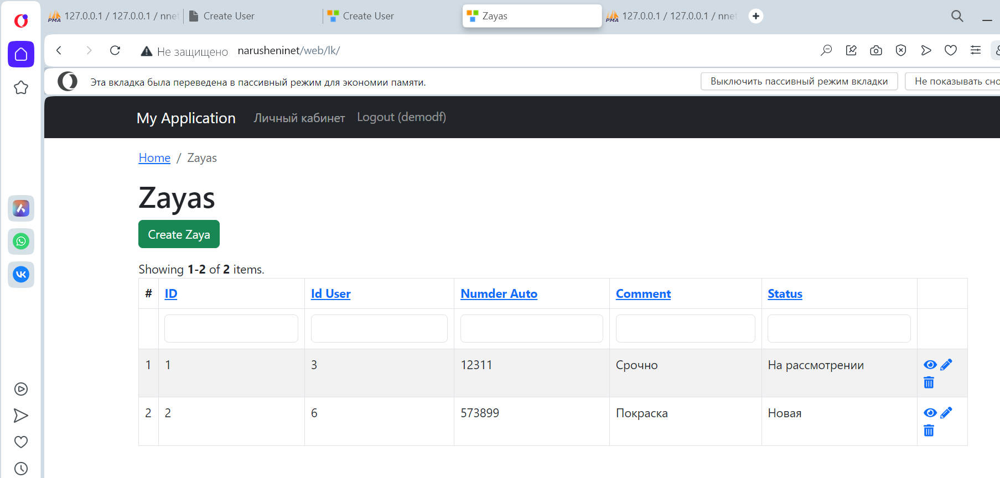 127.0.0.1 / 127.0.0.1 / nnet
Create User
Create User
Zayas
127.0.0.1 / 127.0.0.1 / nne
Не защищено
narusheninet/web/lk/
Эта вкладка была переведена в пассивный режим для экономии памяти.
Выключить пассивный режим вкладки
Не показывать сно
My Application
Личный кабинет
Logout (demodf)
Home / Zayas
Zayas
Create Zaya
Showing 1-2 of 2 items.
# ID Id User Numder Auto Comment Status
1 1 3 12311 Срочно На рассмотрении
2 2 6 573899 Покраска Новая